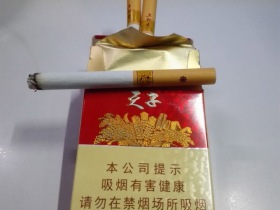 天子
本公司提示
吸烟有害健康
请勿在禁烟场所吸烟